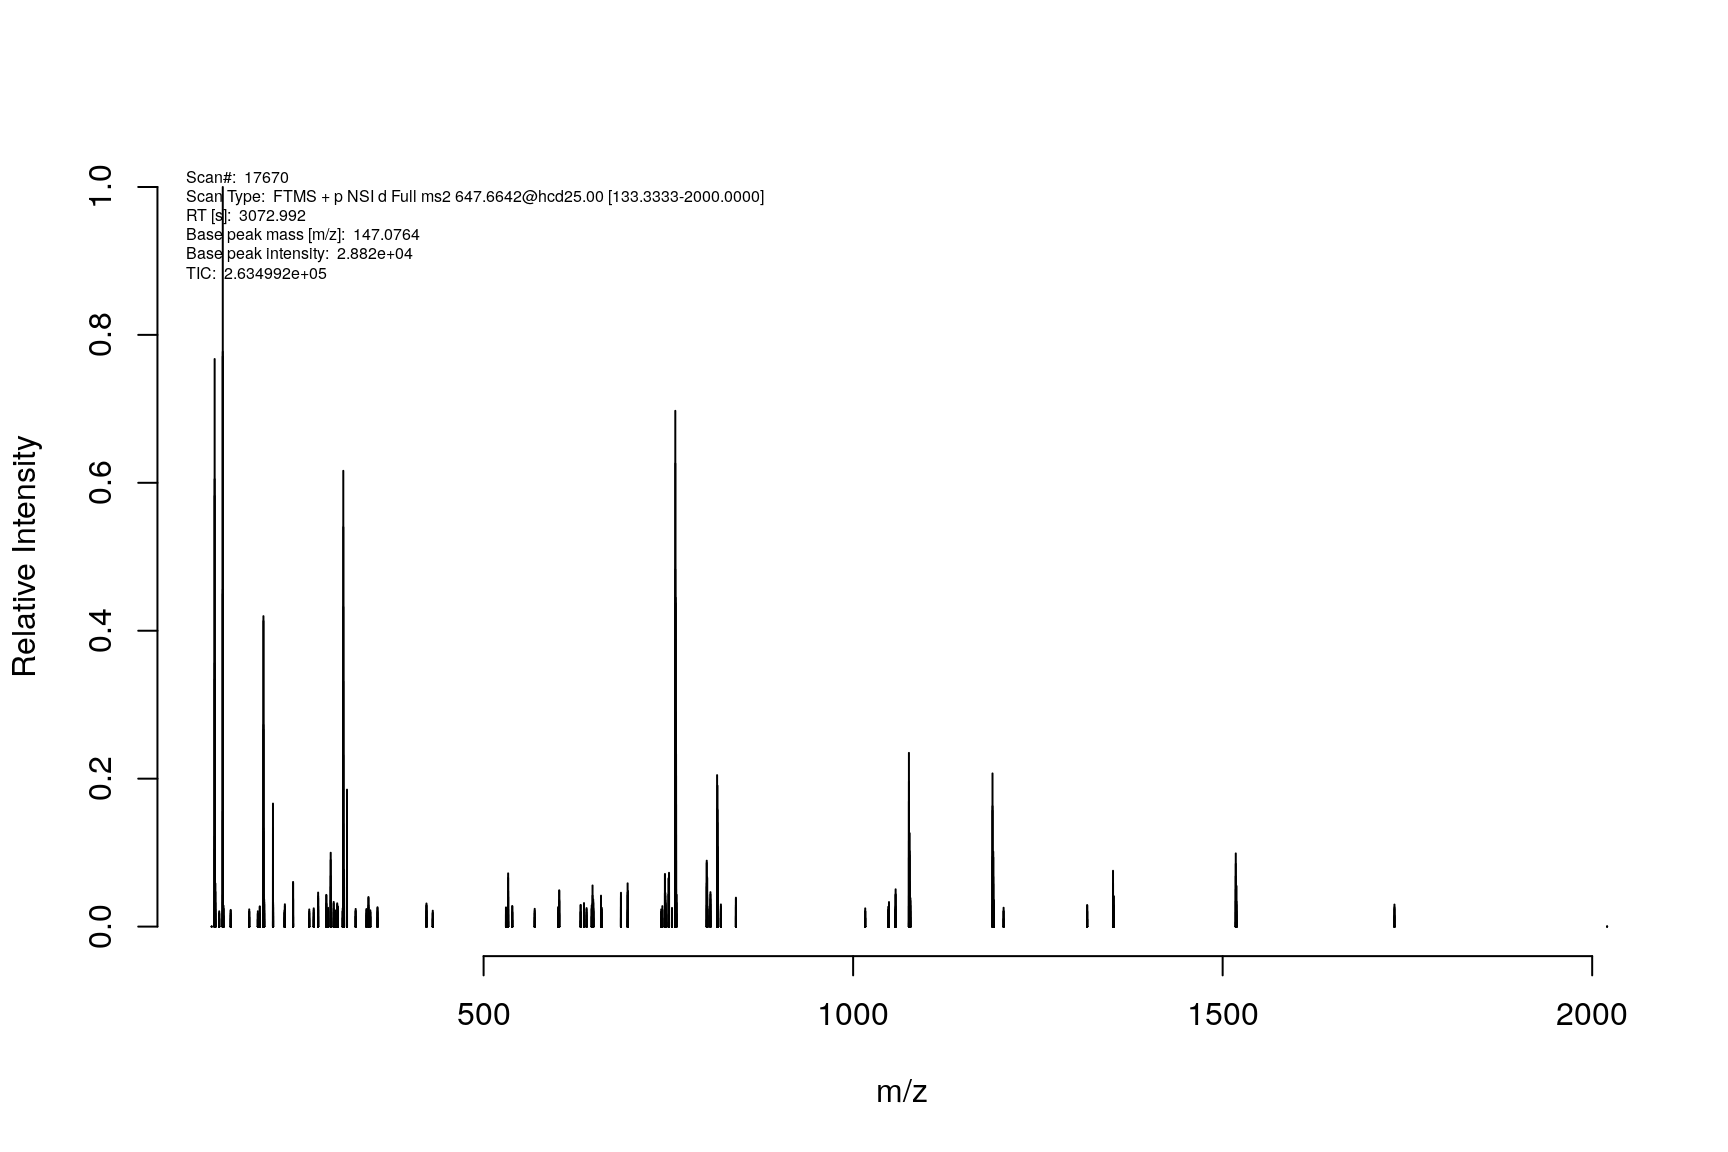 Scan#: 17670
Scan Type: FTMS + p NSI d Full ms2 647.6642@hcd25.00 [133.3333-2000.0000]
RT [s]: 3072.992
Base peak mass [m/z]: 147.0764
Base peak intensity: 2.882e+04
TIC: 2.634992e+05
1.0
0.8
0.6
0.4
0.2
0.0
Relative Intensity
500 1000 1500 2000
m/z